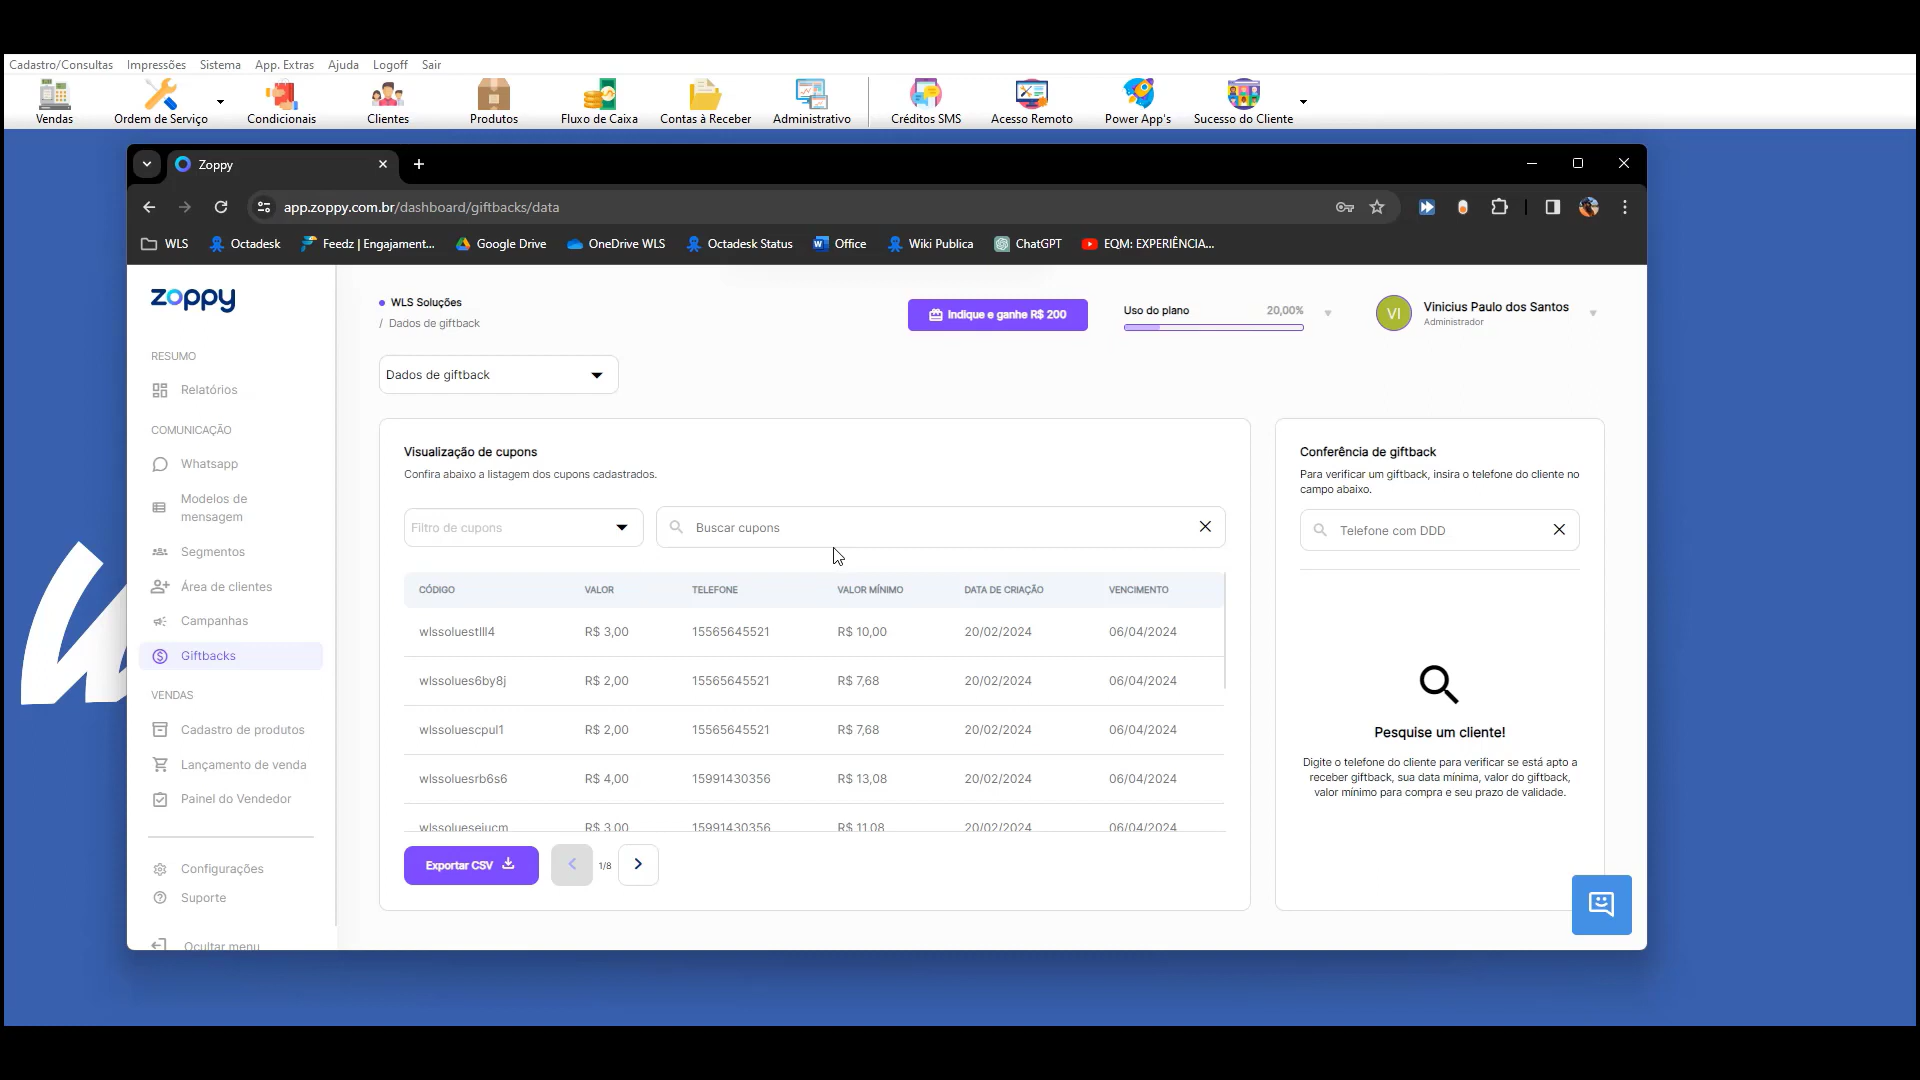 Cadastro/Consultas Impressões Sistema App. Extras Ajuda Logoff Sair
Vendas Ordem de Serviço Condicionais Clientes Produtos Fluxo de Caixa Contas à Receber Administrativo Créditos SMS Acesso Remoto Power App's Sucesso do Cliente
Zoppy
app.zoppy.com.br/dashboard/giftbacks/data
WLS Octadesk Feedz | Engajament... Google Drive OneDrive WLS Octadesk Status Office Wiki Publica ChatGPT EQM: EXPERIÊNCIA...
zoppy
RESUMO
Relatórios
COMUNICAÇÃO
Whatsapp
Modelos de
mensagem
Segmentos
Área de clientes
Campanhas
Giftbacks
VENDAS
Cadastro de produtos
Lançamento de venda
Painel do Vendedor
Configurações
Suporte
Ocultar menu
WLS Soluções
/ Dados de giftback
Indique e ganhe R$ 200
Uso do plano 20,00%
VI
Vinicius Paulo dos Santos
Administrador
Dados de giftback
Visualização de cupons
Confira abaixo a listagem dos cupons cadastrados.
Filtro de cupons
Buscar cupons
CÓDIGO VALOR TELEFONE VALOR MÍNIMO DATA DE CRIAÇÃO VENCIMENTO
wlssoluestlll4 R$ 3,00 15565645521 R$ 10,00 20/02/2024 06/04/2024
wlssolues6by8j R$ 2,00 15565645521 R$ 7,68 20/02/2024 06/04/2024
wlssoluescpul1 R$ 2,00 15565645521 R$ 7,68 20/02/2024 06/04/2024
wlssoluesrb6s6 R$ 4,00 15991430356 R$ 13,08 20/02/2024 06/04/2024
R$ 3,00 15991430356 R$ 11,08 20/02/2024 06/04/2024
Exportar CSV
1/8
Conferência de giftback
Para verificar um giftback, insira o telefone do cliente no
campo abaixo.
Telefone com DDD
Pesquise um cliente!
Digite o telefone do cliente para verificar se está apto a
receber giftback, sua data mínima, valor do giftback,
valor mínimo para compra e seu prazo de validade.